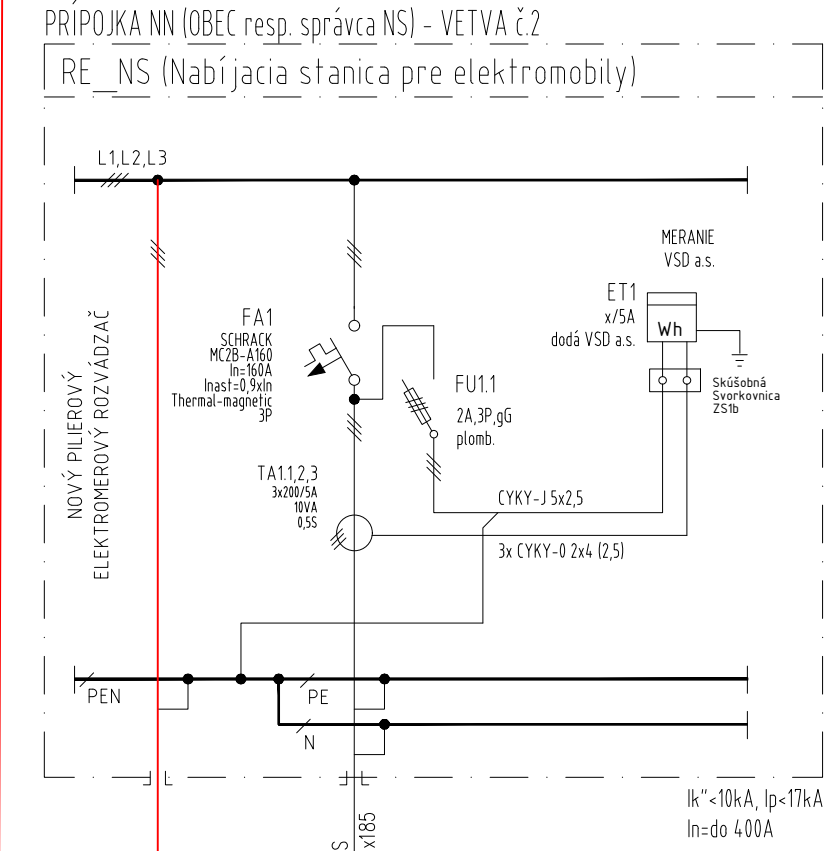 PRÍPOJKA NN (OBEC resp. správca NS) - VETVA č.2
RE_NS (Nabíjacia stanica pre elektromobily)
L1,L2,L3
MERANIE
VSD a.s.
ET1
x/5A
dodá VSD a.s.
Wh
Skúšobná
Svorkovnica
ZS1b
FA1
SCHRACK
MC2B-A160
In=160A
Inast=0,9xIn
Thermal-magnetic
3P
FU1.1
2A,3P,gG
plomb.
NOVÝ PILIEROVÝ
ELEKTROMEROVÝ ROZVÁDZAČ
TA1.1,2,3
3x200/5A
10VA
0,5S
CYKY-J 5x2,5
3x CYKY-O 2x4 (2,5)
PEN
PE
N
Ik"<10kA, Ip<17kA
In=do 400A
S
x185